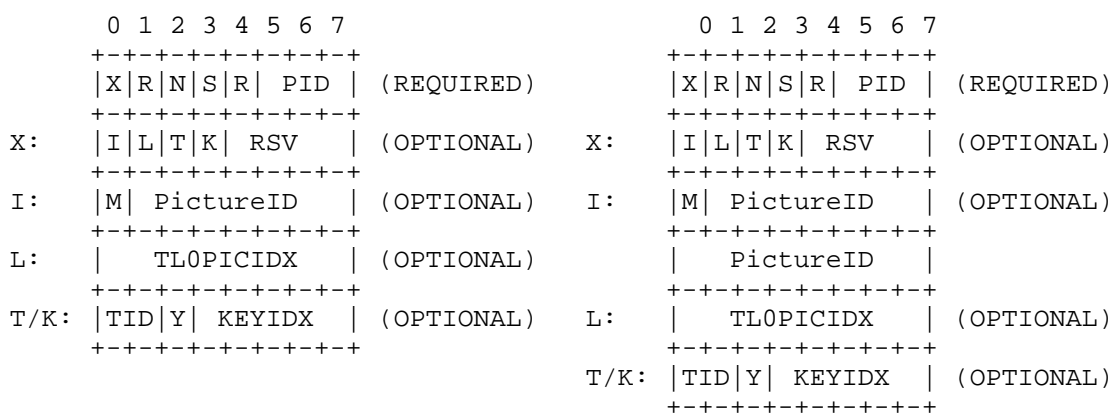 0 1 2 3 4 5 6 7                       0 1 2 3 4 5 6 7
     +-+-+-+-+-+-+-+-+                     +-+-+-+-+-+-+-+-+
     |X|R|N|S|R| PID | (REQUIRED)          |X|R|N|S|R| PID | (REQUIRED)
     +-+-+-+-+-+-+-+-+                     +-+-+-+-+-+-+-+-+
X:   |I|L|T|K| RSV   | (OPTIONAL)     X:   |I|L|T|K| RSV   | (OPTIONAL)
     +-+-+-+-+-+-+-+-+                     +-+-+-+-+-+-+-+-+
I:   |M| PictureID   | (OPTIONAL)     I:   |M| PictureID   | (OPTIONAL)
     +-+-+-+-+-+-+-+-+                     +-+-+-+-+-+-+-+-+
L:   |   TL0PICIDX   | (OPTIONAL)          |   PictureID   |
     +-+-+-+-+-+-+-+-+                     +-+-+-+-+-+-+-+-+
T/K: |TID|Y| KEYIDX  | (OPTIONAL)     L:   |   TL0PICIDX   | (OPTIONAL)
     +-+-+-+-+-+-+-+-+                     +-+-+-+-+-+-+-+-+
                                      T/K: |TID|Y| KEYIDX  | (OPTIONAL)
                                           +-+-+-+-+-+-+-+-+